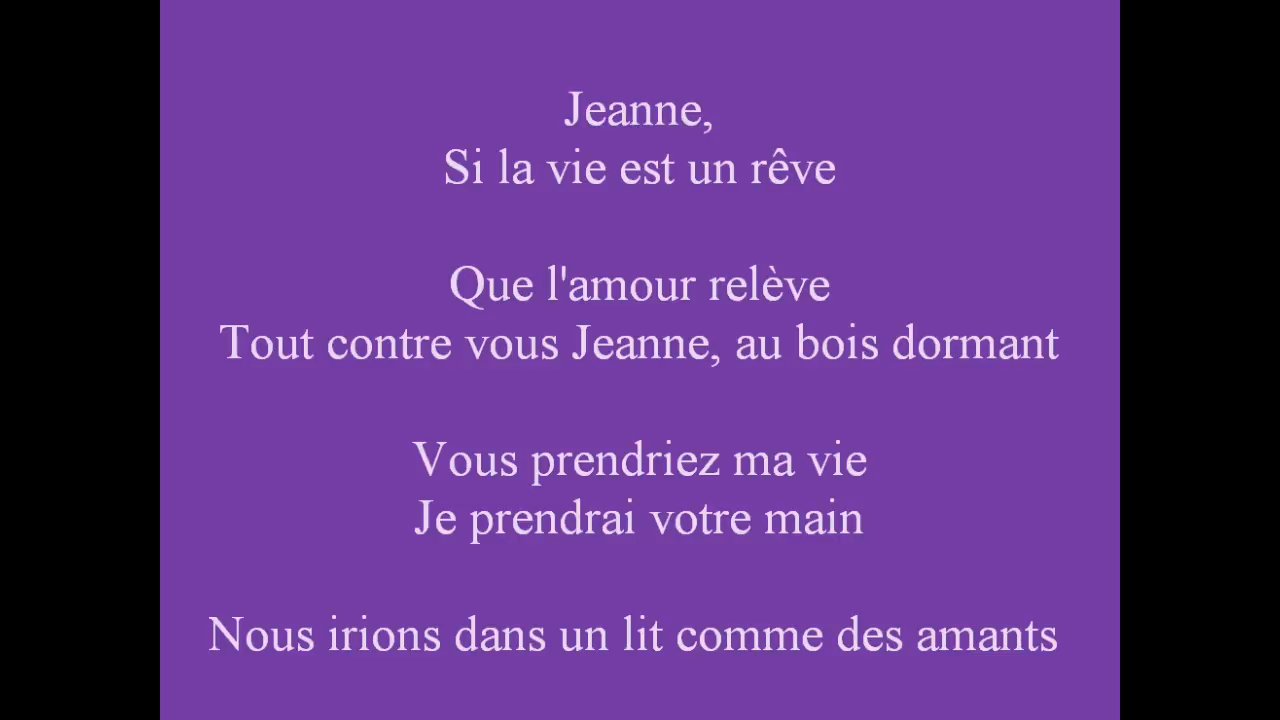 Jeanne,
Si la vie est un rêve
Que l'amour relève
Tout contre vous Jeanne, au bois dormant
Vous prendriez ma vie
Je prendrai votre main
Nous irions dans un lit comme des amants